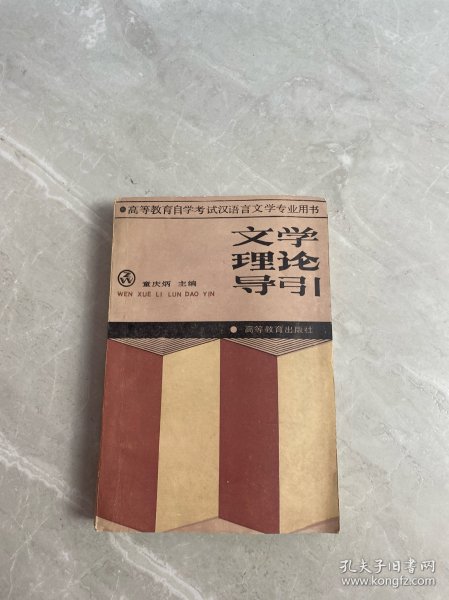 ●高等教育自学考试汉语言文学专业用书
文学
理论
导引
童庆炳 主编
WEN XUE LI LUN DAO YIN
●高等教育出版社
孔夫子旧书网
www.kongfz.com